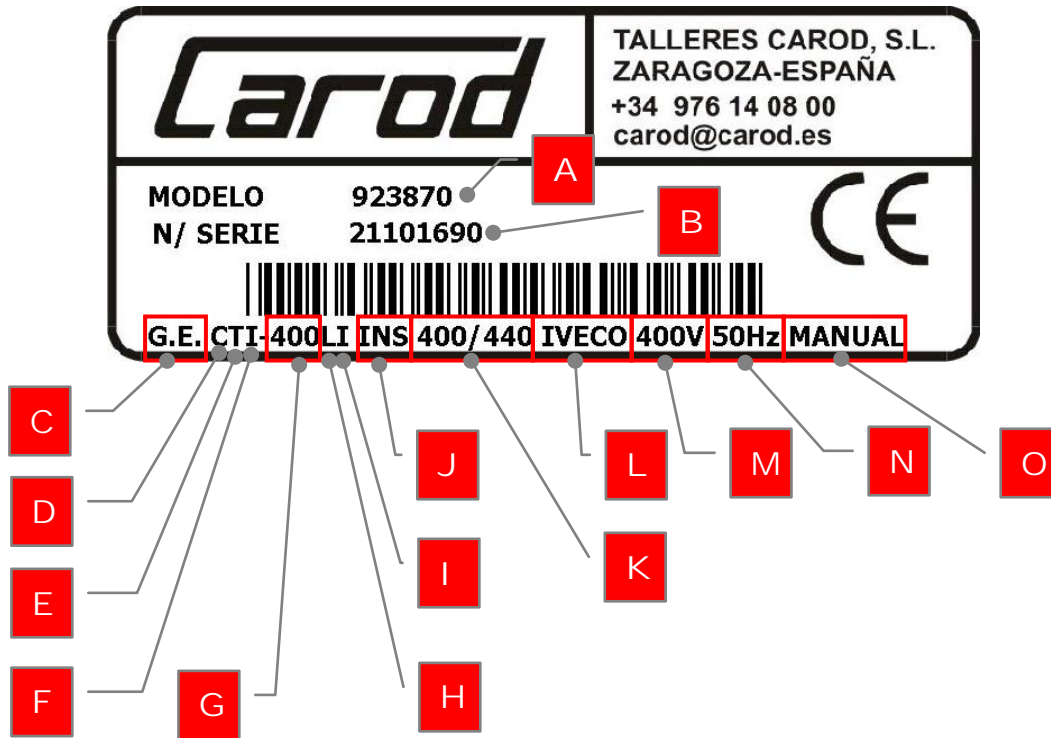 Carod
TALLERES CAROD, S.L.
ZARAGOZA-ESPAÑA
+34 976 14 08 00
carod@carod.es
A
MODELO 923870
B
N/ SERIE 21101690
CE
G.E. CTI-400LI INS 400/440 IVECO 400V 50Hz MANUAL
C
J
L
M
N
O
D
I
K
E
F
G
H